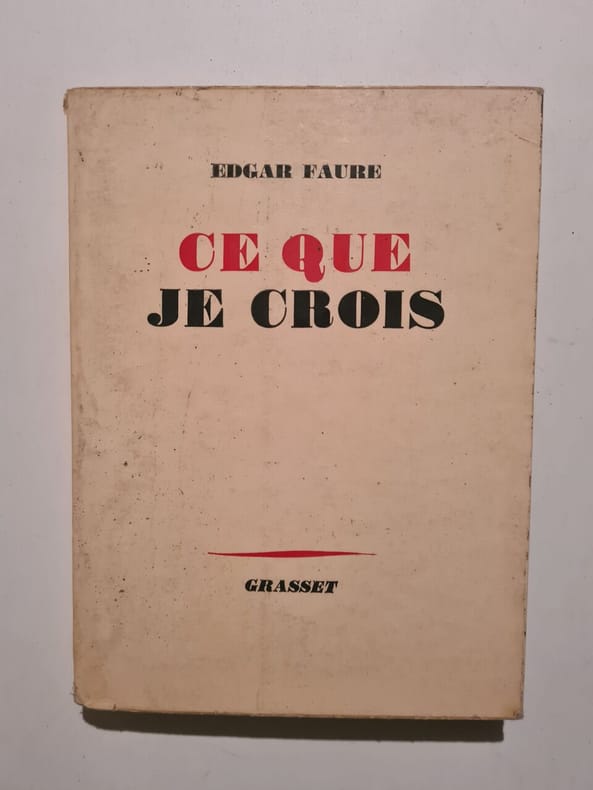 EDGAR FAURE
CE QUE
JE CROIS
GRASSET